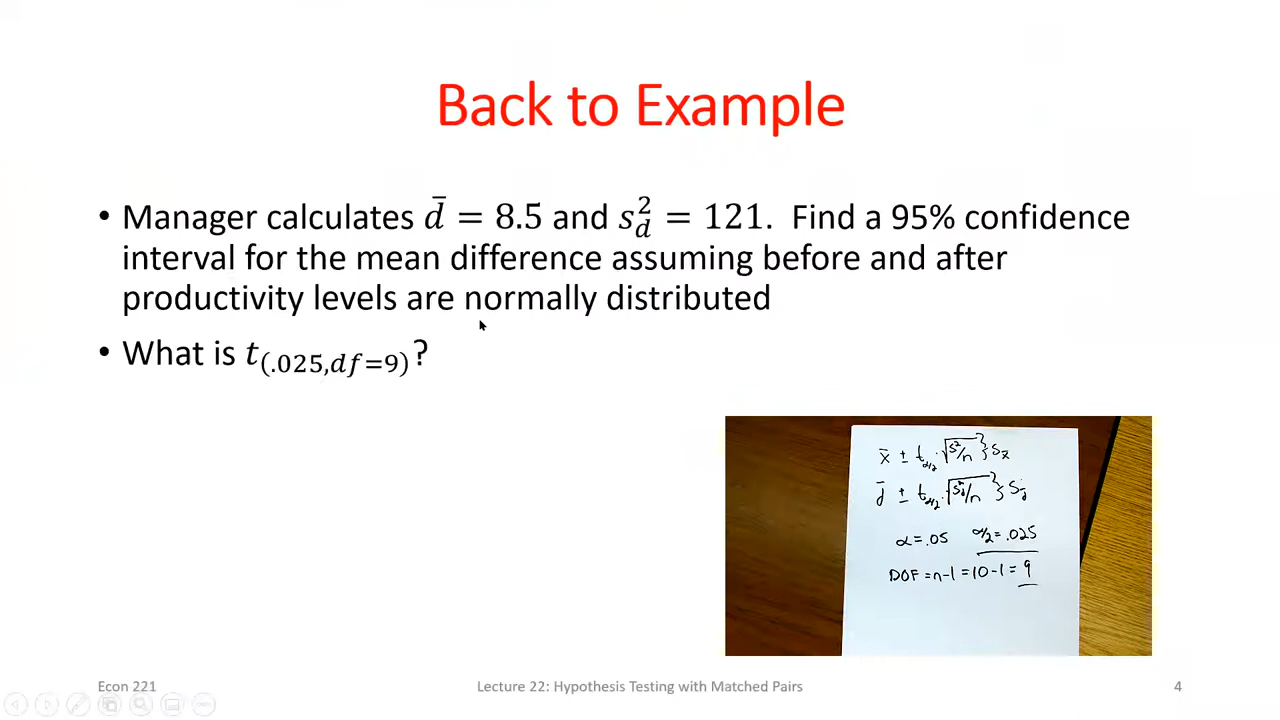 Back to Example
• Manager calculates d̄ = 8.5 and s_d^2 = 121. Find a 95% confidence
interval for the mean difference assuming before and after
productivity levels are normally distributed
• What is t_(.025,df=9)?
x̄ ± t_α/2 · √s²/n } S_x̄
d̄ ± t_α/2 · √s_d²/n } S_d̄
α = .05 α/2 = .025
DOF = n-1 = 10-1 = 9
Econ 221
Lecture 22: Hypothesis Testing with Matched Pairs
4